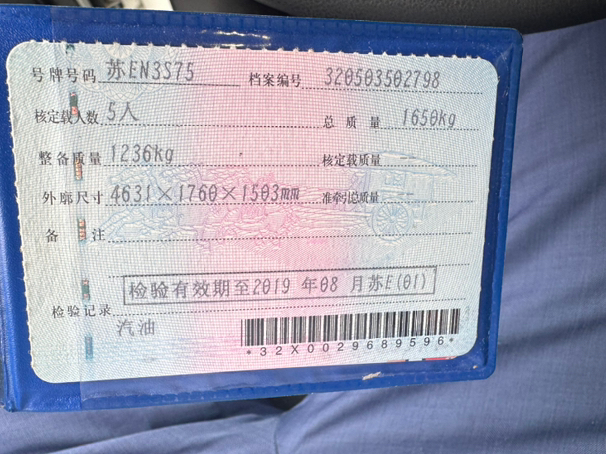 号牌号码 苏EN3S75 档案编号 320503502798
核定载人数 5人 总质量 1650kg
整备质量 1236kg 核定载质量 --
外廓尺寸 4631×1760×1503mm 准牵引总质量 --
备注
检验有效期至2019年08月苏E(01)
检验记录
汽油
*32X0029689596*